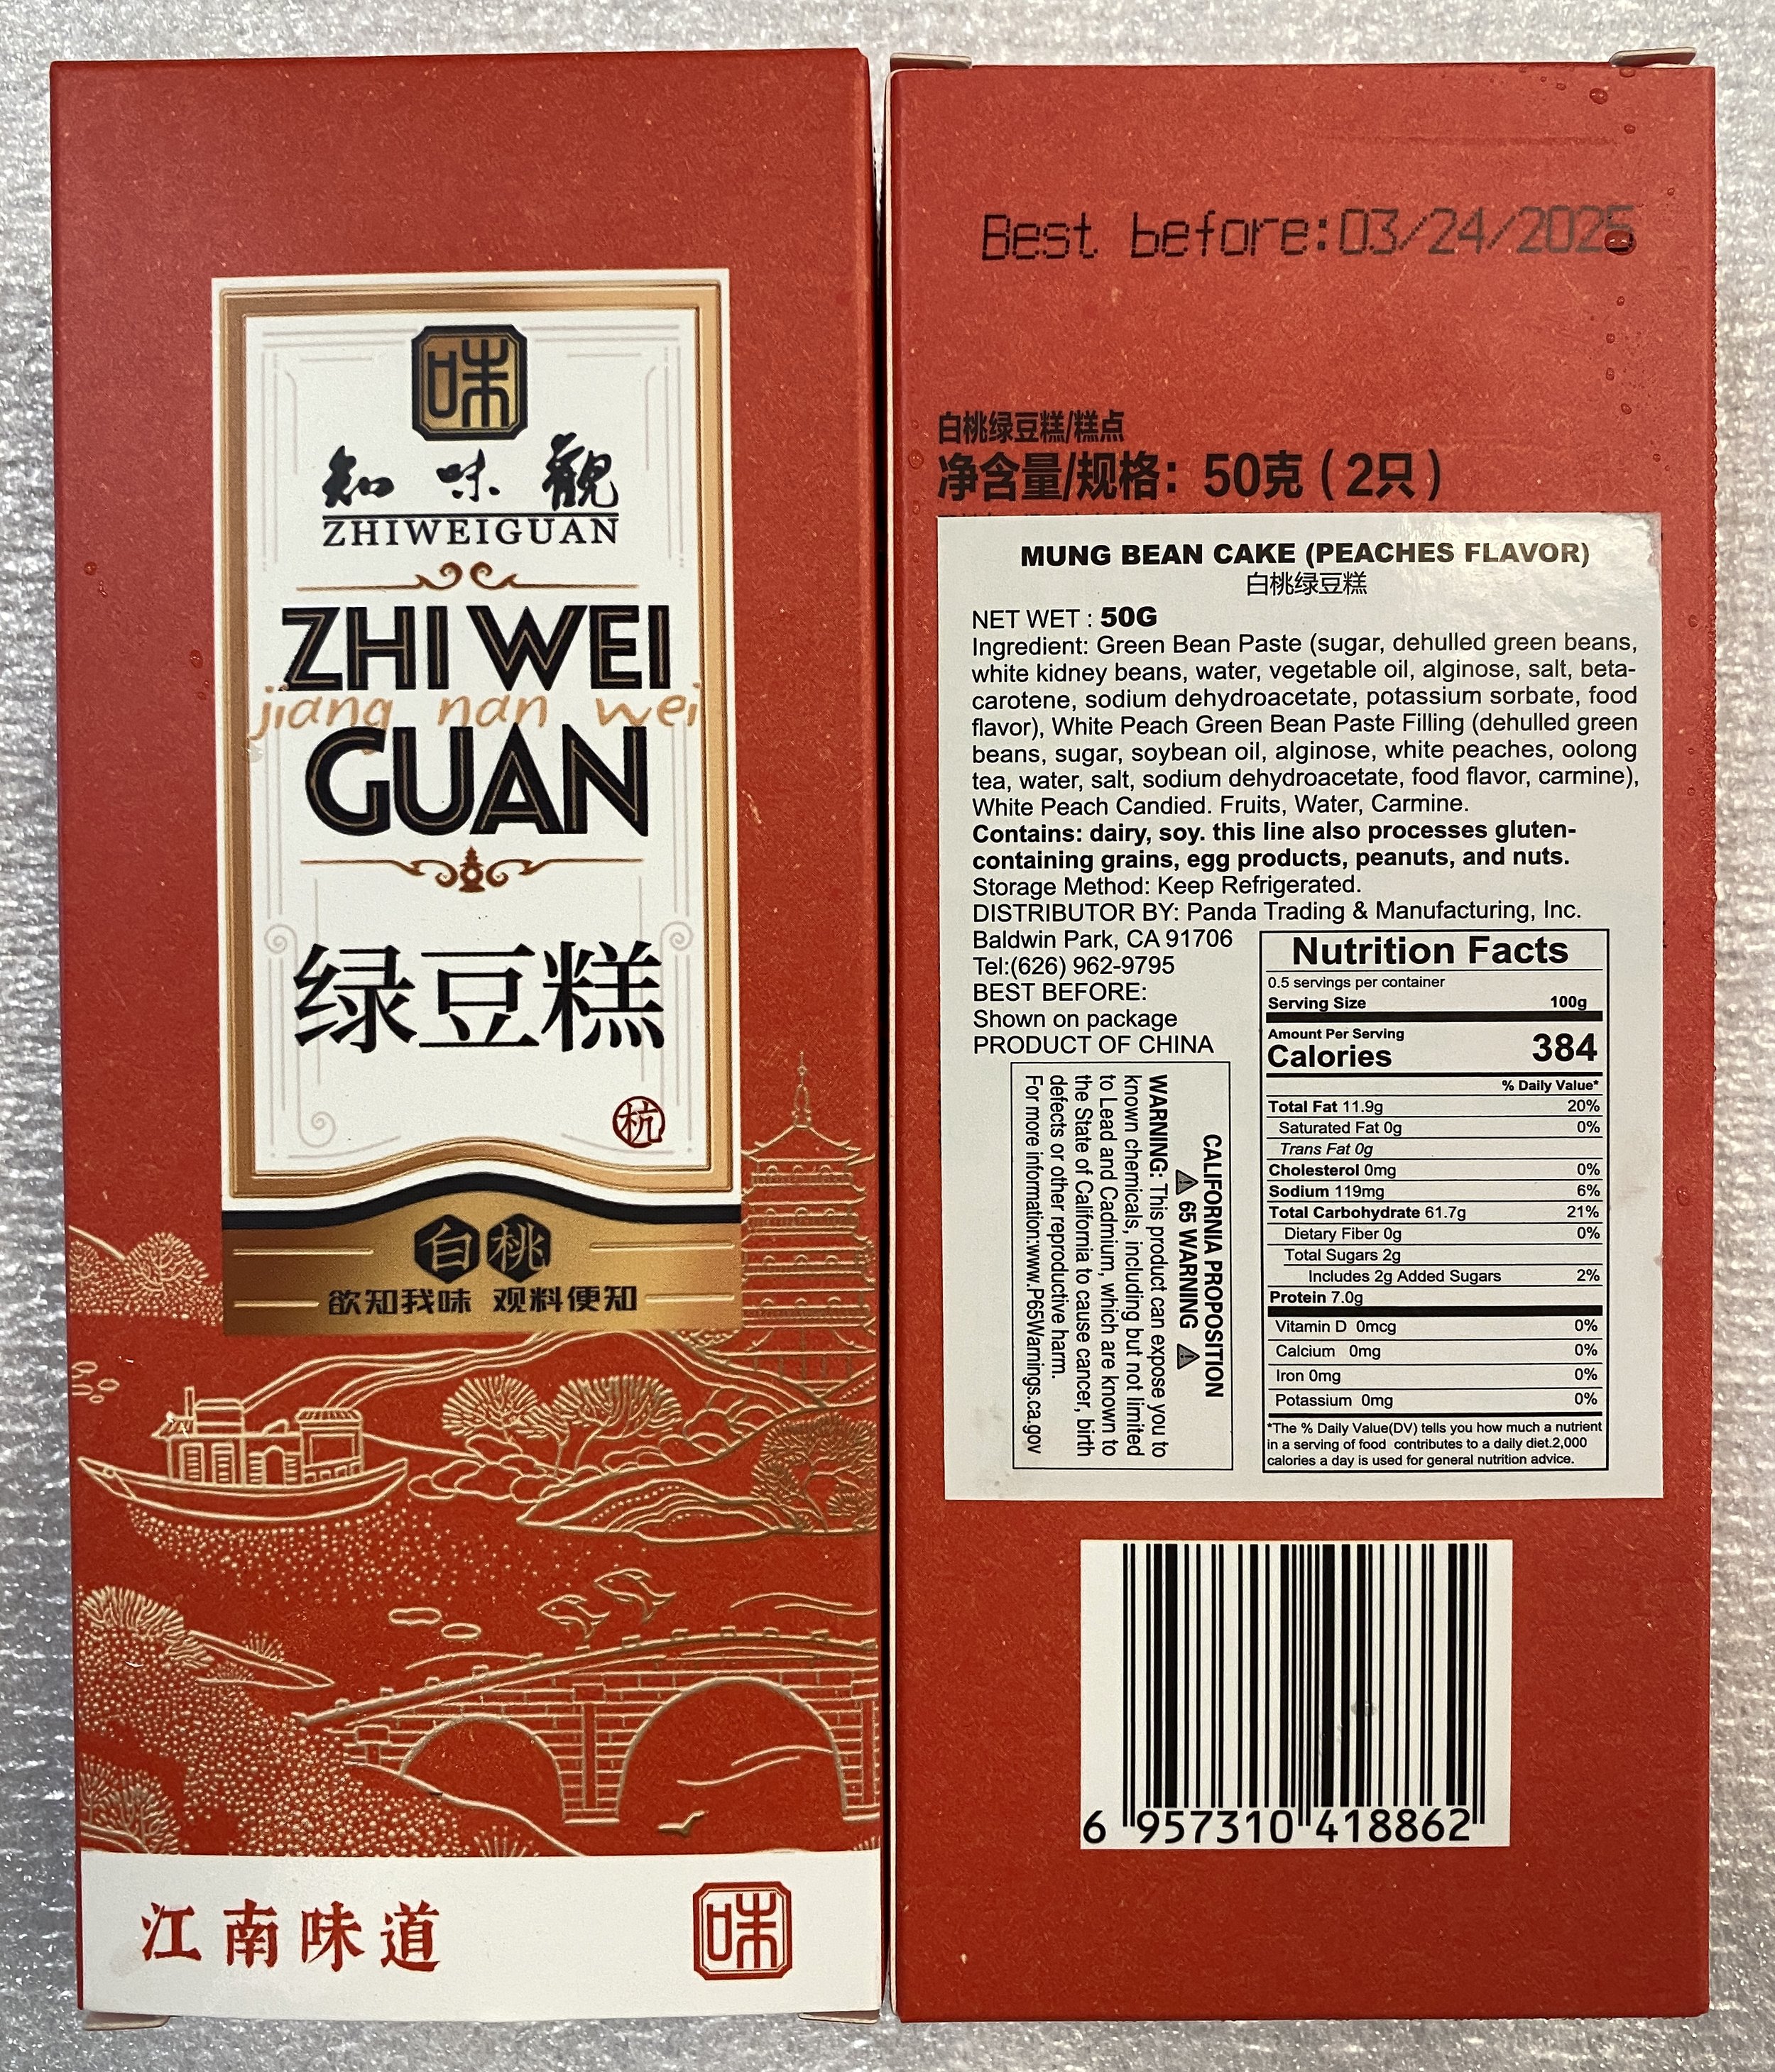 味
知味觀
ZHIWEIGUAN
ZHI WEI
jiang nan wei
GUAN
绿豆糕
杭
白桃
欲知我味 观料便知
江南味道
味
Best before:03/24/2025
白桃绿豆糕/糕点
净含量/规格：50克（2只）
MUNG BEAN CAKE (PEACHES FLAVOR)
白桃绿豆糕
NET WET : 50G
Ingredient: Green Bean Paste (sugar, dehulled green beans,
white kidney beans, water, vegetable oil, alginose, salt, beta-
carotene, sodium dehydroacetate, potassium sorbate, food
flavor), White Peach Green Bean Paste Filling (dehulled green
beans, sugar, soybean oil, alginose, white peaches, oolong
tea, water, salt, sodium dehydroacetate, food flavor, carmine),
White Peach Candied. Fruits, Water, Carmine.
Contains: dairy, soy. this line also processes gluten-
containing grains, egg products, peanuts, and nuts.
Storage Method: Keep Refrigerated.
DISTRIBUTOR BY: Panda Trading & Manufacturing, Inc.
Baldwin Park, CA 91706
Tel:(626) 962-9795
BEST BEFORE:
Shown on package
PRODUCT OF CHINA
CALIFORNIA PROPOSITION
⚠ 65 WARNING ⚠
WARNING: This product can expose you to
known chemicals, including but not limited
to Lead and Cadmium, which are known to
the State of California to cause cancer, birth
defects or other reproductive harm.
For more information:www.P65Warnings.ca.gov
Nutrition Facts
0.5 servings per container
Serving Size 100g
Amount Per Serving
Calories 384
% Daily Value*
Total Fat 11.9g 20%
Saturated Fat 0g 0%
Trans Fat 0g
Cholesterol 0mg 0%
Sodium 119mg 6%
Total Carbohydrate 61.7g 21%
Dietary Fiber 0g 0%
Total Sugars 2g
Includes 2g Added Sugars 2%
Protein 7.0g
Vitamin D 0mcg 0%
Calcium 0mg 0%
Iron 0mg 0%
Potassium 0mg 0%
*The % Daily Value(DV) tells you how much a nutrient
in a serving of food contributes to a daily diet.2,000
calories a day is used for general nutrition advice.
6 957310 418862